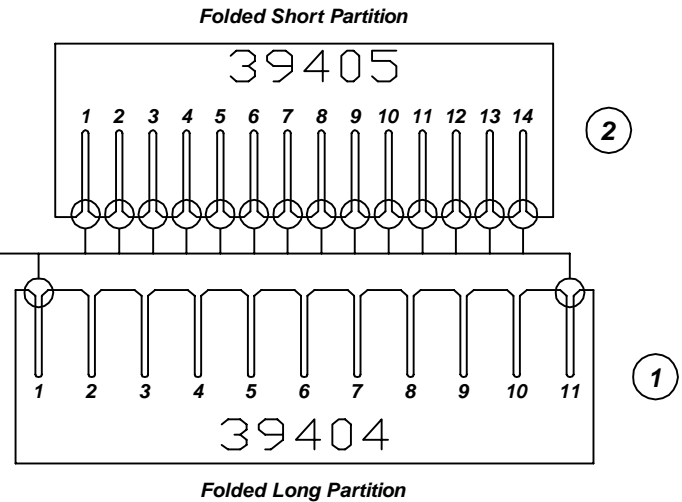 Folded Short Partition
39405
1 2 3 4 5 6 7 8 9 10 11 12 13 14
2
1 2 3 4 5 6 7 8 9 10 11
1
39404
Folded Long Partition